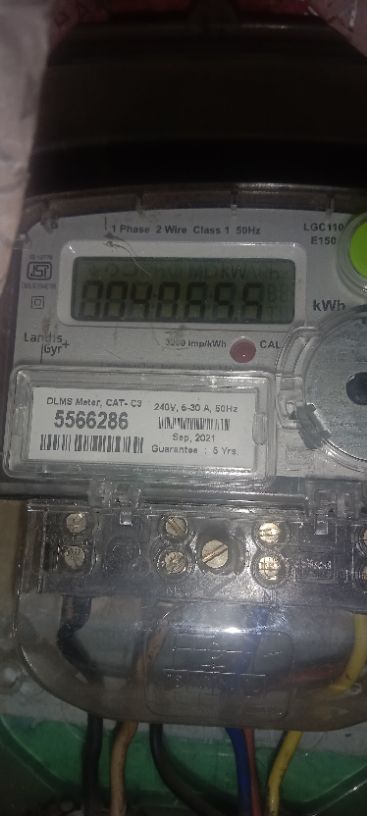 1 Phase 2 Wire Class 1 50Hz
LGC110
E150
kWh
Landis
Gyr+
3200 imp/kWh
CAL
DLMS Meter, CAT- C3
5566286
240V, 5-30 A, 50Hz
Sep, 2021
Guarantee : 5 Yrs.